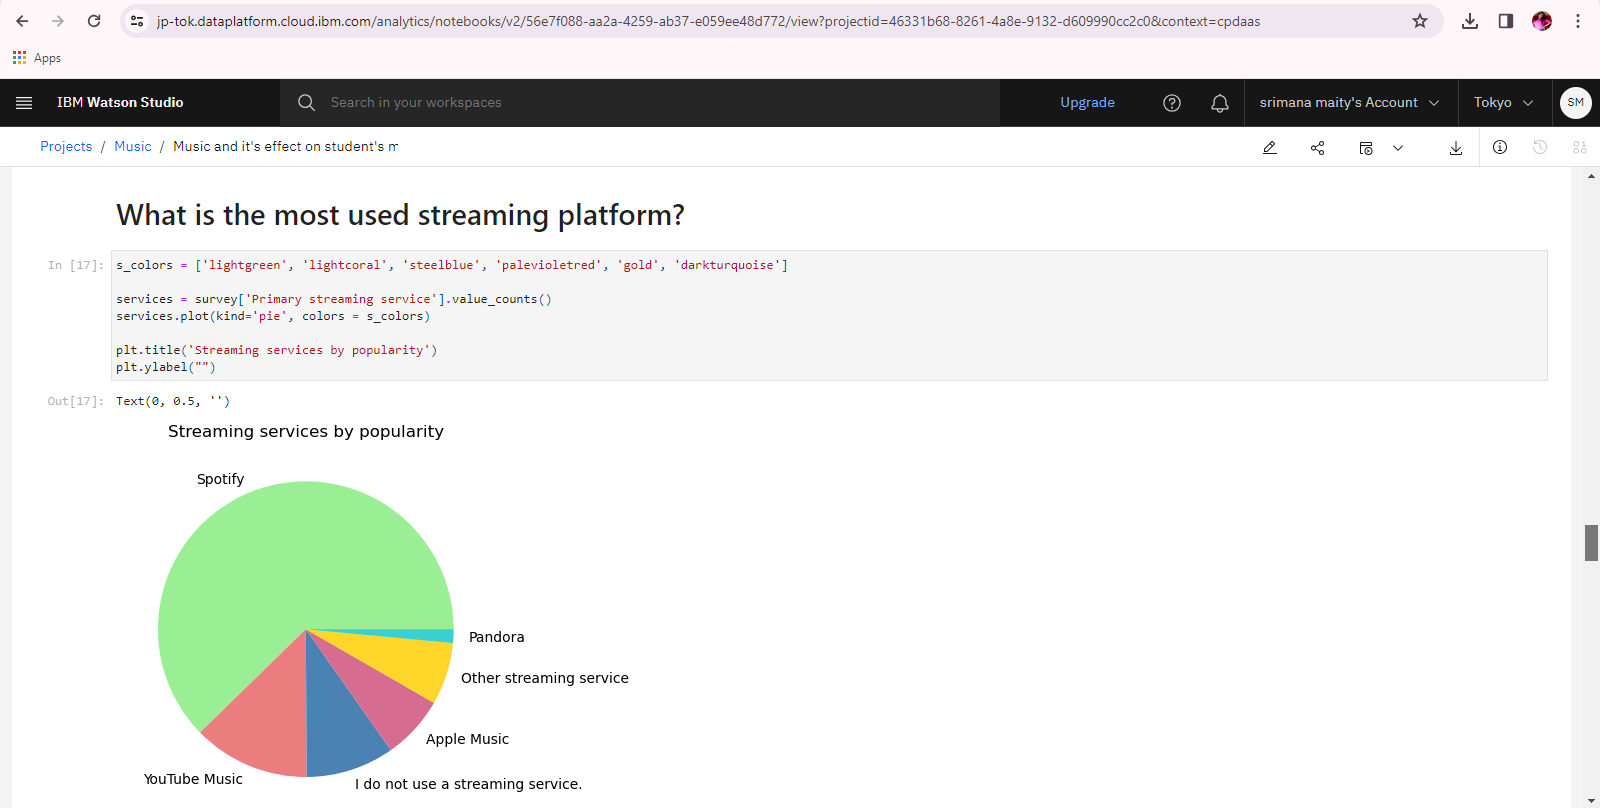 jp-tok.dataplatform.cloud.ibm.com/analytics/notebooks/v2/56e7f088-aa2a-4259-ab37-e059ee48d772/view?projectid=46331b68-8261-4a8e-9132-d609990cc2c0&context=cpdaas
Apps
IBM Watson Studio
Search in your workspaces
Upgrade
srimana maity's Account
Tokyo
SM
Projects / Music / Music and it's effect on student's m
What is the most used streaming platform?
In [17]: s_colors = ['lightgreen', 'lightcoral', 'steelblue', 'palevioletred', 'gold', 'darkturquoise']
services = survey['Primary streaming service'].value_counts()
services.plot(kind='pie', colors = s_colors)
plt.title('Streaming services by popularity')
plt.ylabel("")
Out[17]: Text(0, 0.5, '')
Streaming services by popularity
Spotify
Pandora
Other streaming service
Apple Music
YouTube Music
I do not use a streaming service.